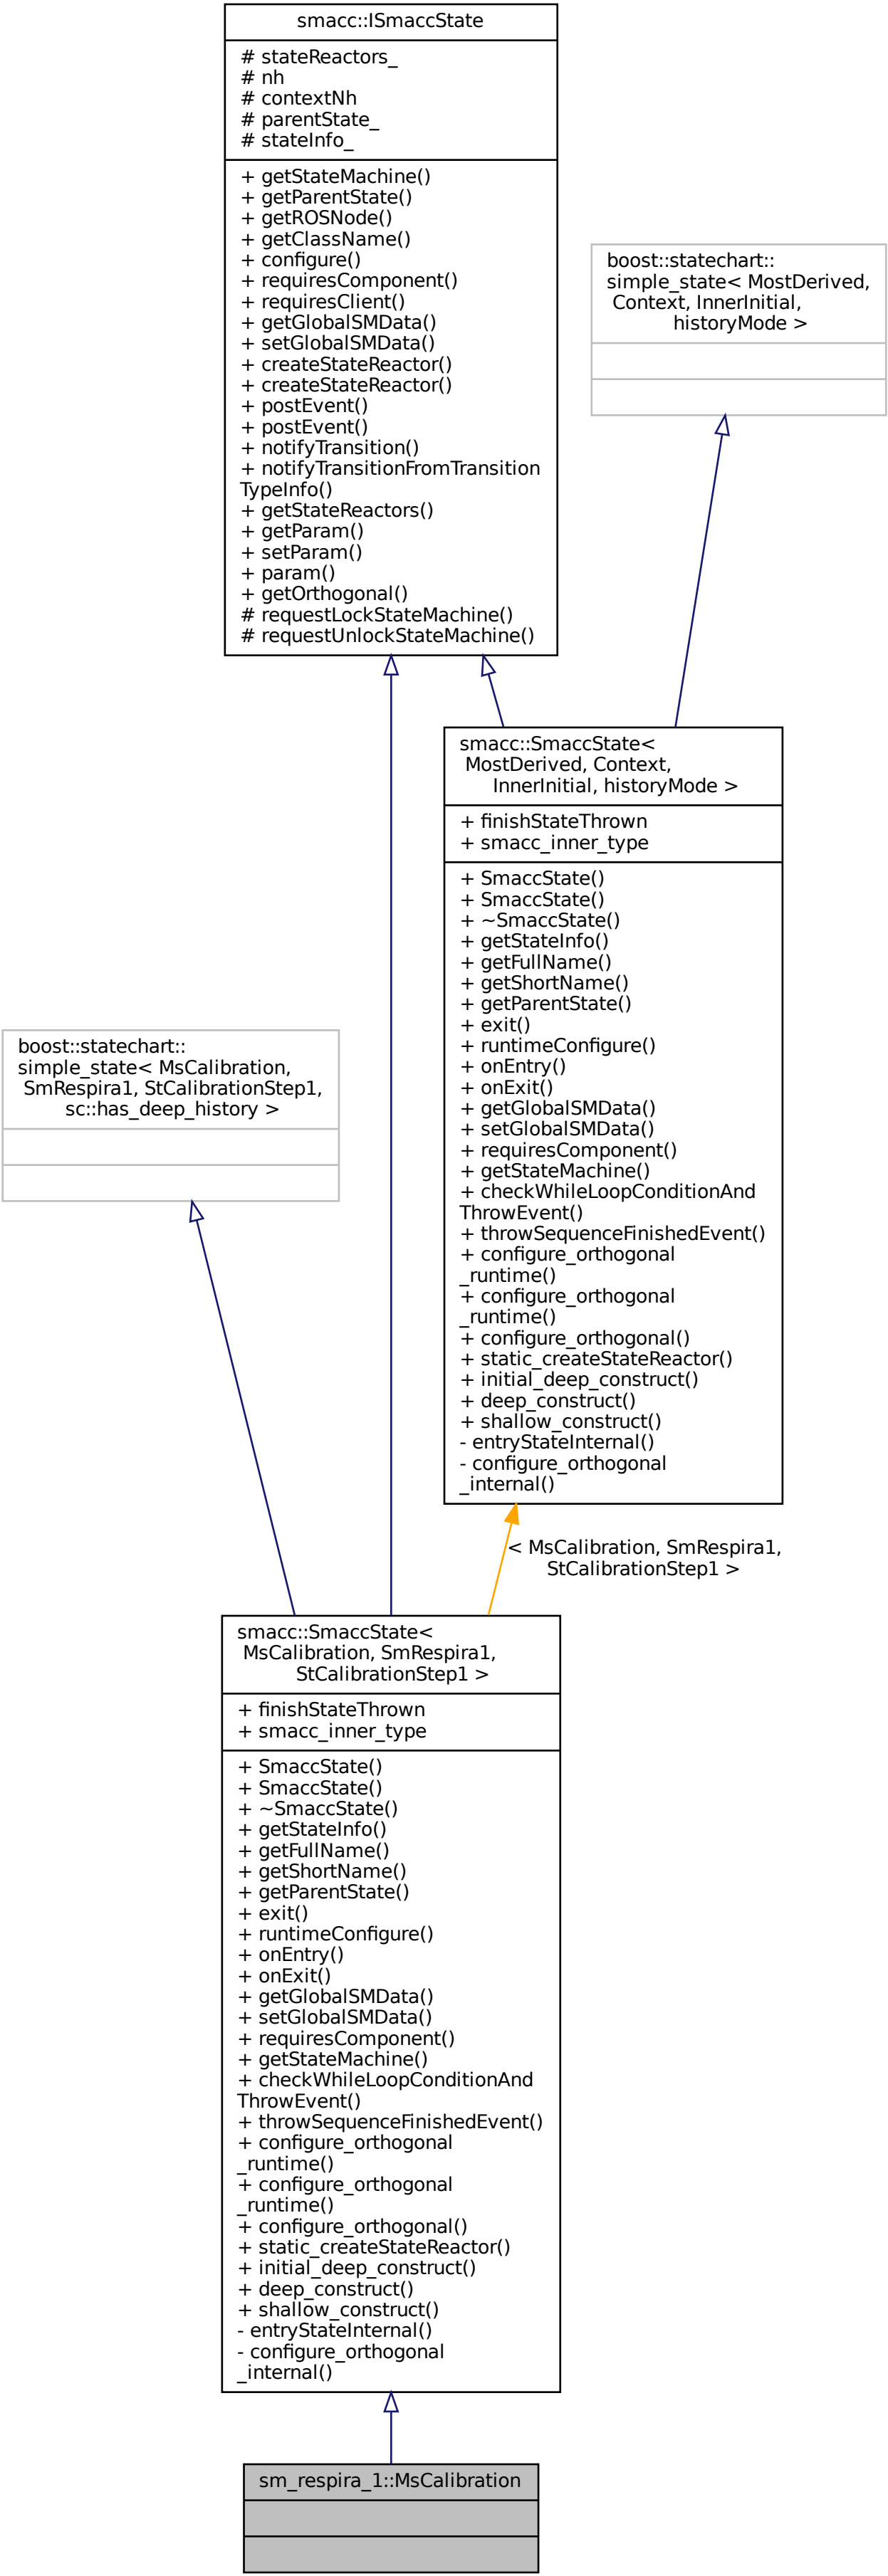 smacc::ISmaccState
# stateReactors_
# nh
# contextNh
# parentState_
# stateInfo_
+ getStateMachine()
+ getParentState()
+ getROSNode()
+ getClassName()
+ configure()
+ requiresComponent()
+ requiresClient()
+ getGlobalSMData()
+ setGlobalSMData()
+ createStateReactor()
+ createStateReactor()
+ postEvent()
+ postEvent()
+ notifyTransition()
+ notifyTransitionFromTransition
TypeInfo()
+ getStateReactors()
+ getParam()
+ setParam()
+ param()
+ getOrthogonal()
# requestLockStateMachine()
# requestUnlockStateMachine()
boost::statechart::
simple_state< MostDerived,
Context, InnerInitial,
historyMode >
smacc::SmaccState<
MostDerived, Context,
InnerInitial, historyMode >
+ finishStateThrown
+ smacc_inner_type
+ SmaccState()
+ SmaccState()
+ ~SmaccState()
+ getStateInfo()
+ getFullName()
+ getShortName()
+ getParentState()
+ exit()
+ runtimeConfigure()
+ onEntry()
+ onExit()
+ getGlobalSMData()
+ setGlobalSMData()
+ requiresComponent()
+ getStateMachine()
+ checkWhileLoopConditionAnd
ThrowEvent()
+ throwSequenceFinishedEvent()
+ configure_orthogonal
_runtime()
+ configure_orthogonal
_runtime()
+ configure_orthogonal()
+ static_createStateReactor()
+ initial_deep_construct()
+ deep_construct()
+ shallow_construct()
- entryStateInternal()
- configure_orthogonal
_internal()
boost::statechart::
simple_state< MsCalibration,
SmRespira1, StCalibrationStep1,
sc::has_deep_history >
< MsCalibration, SmRespira1,
StCalibrationStep1 >
smacc::SmaccState<
MsCalibration, SmRespira1,
StCalibrationStep1 >
+ finishStateThrown
+ smacc_inner_type
+ SmaccState()
+ SmaccState()
+ ~SmaccState()
+ getStateInfo()
+ getFullName()
+ getShortName()
+ getParentState()
+ exit()
+ runtimeConfigure()
+ onEntry()
+ onExit()
+ getGlobalSMData()
+ setGlobalSMData()
+ requiresComponent()
+ getStateMachine()
+ checkWhileLoopConditionAnd
ThrowEvent()
+ throwSequenceFinishedEvent()
+ configure_orthogonal
_runtime()
+ configure_orthogonal
_runtime()
+ configure_orthogonal()
+ static_createStateReactor()
+ initial_deep_construct()
+ deep_construct()
+ shallow_construct()
- entryStateInternal()
- configure_orthogonal
_internal()
sm_respira_1::MsCalibration